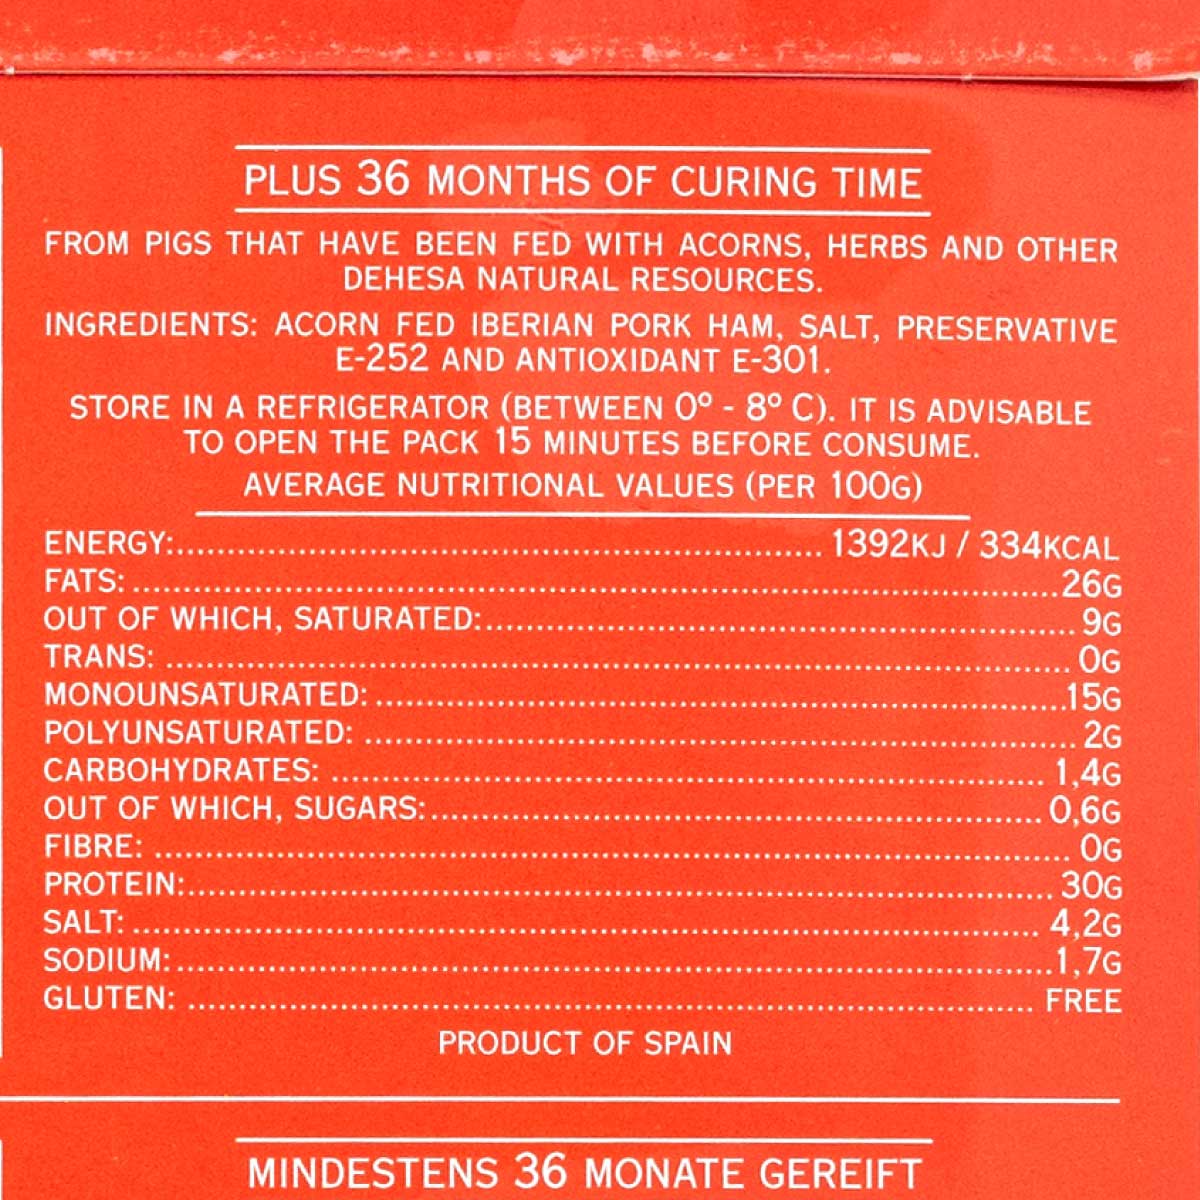 PLUS 36 MONTHS OF CURING TIME
FROM PIGS THAT HAVE BEEN FED WITH ACORNS, HERBS AND OTHER
DEHESA NATURAL RESOURCES.
INGREDIENTS: ACORN FED IBERIAN PORK HAM, SALT, PRESERVATIVE
E-252 AND ANTIOXIDANT E-301.
STORE IN A REFRIGERATOR (BETWEEN 0º - 8º C). IT IS ADVISABLE
TO OPEN THE PACK 15 MINUTES BEFORE CONSUME.
AVERAGE NUTRITIONAL VALUES (PER 100G)
ENERGY:........ 1392KJ / 334KCAL
FATS:........ 26G
OUT OF WHICH, SATURATED:........ 9G
TRANS:........ 0G
MONOUNSATURATED:........ 15G
POLYUNSATURATED:........ 2G
CARBOHYDRATES:........ 1,4G
OUT OF WHICH, SUGARS:........ 0,6G
FIBRE:........ 0G
PROTEIN:........ 30G
SALT:........ 4,2G
SODIUM:........ 1,7G
GLUTEN:........ FREE
PRODUCT OF SPAIN
MINDESTENS 36 MONATE GEREIFT